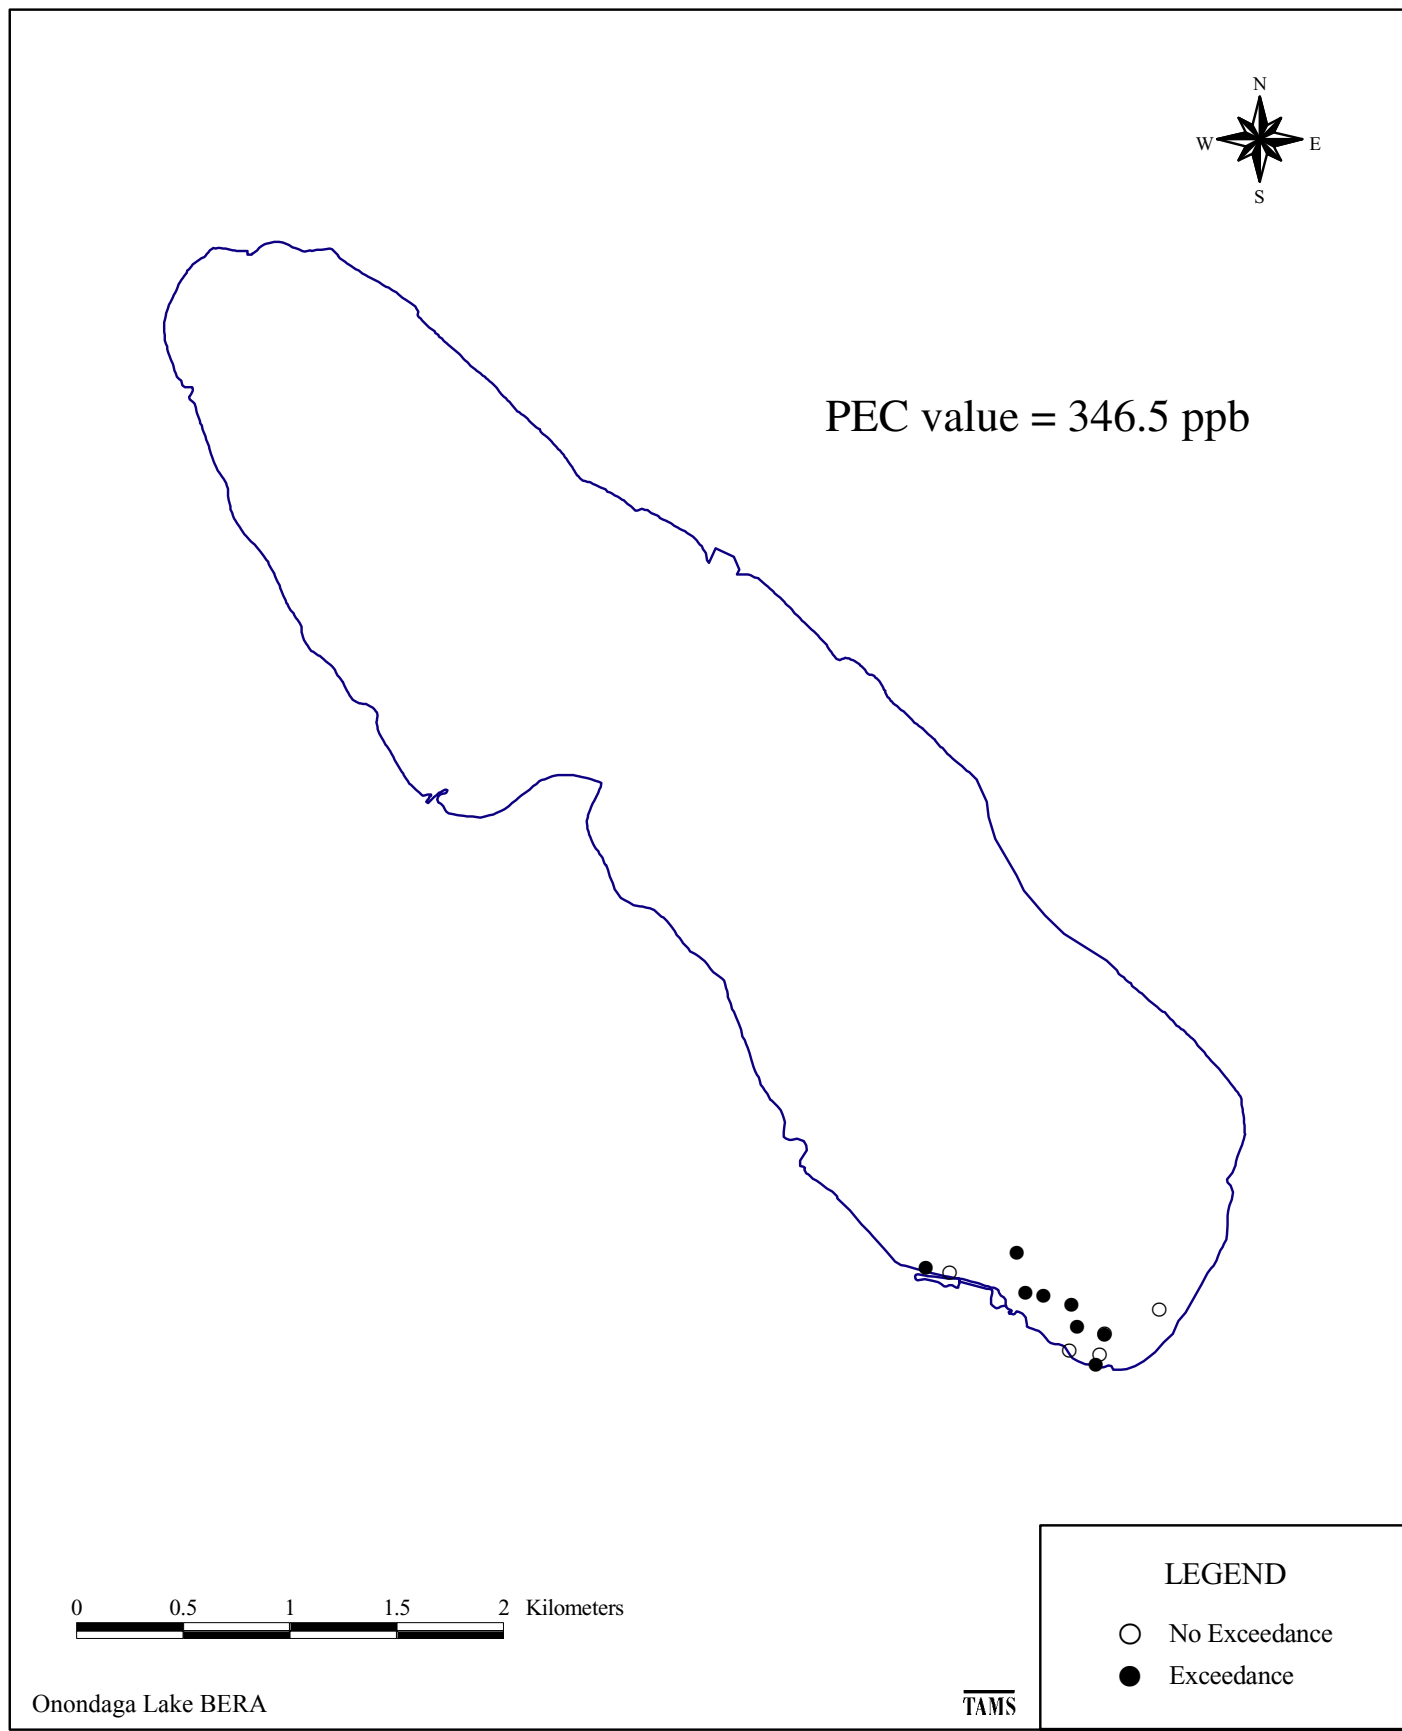 N
W E
S
PEC value = 346.5 ppb
LEGEND
0 0.5 1 1.5 2 Kilometers
No Exceedance
Exceedance
Onondaga Lake BERA
TAMS